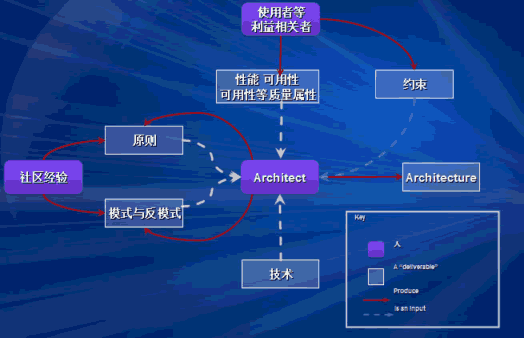 使用者等
利益相关者
性能 可用性
可用性等质量属性
约束
原则
社区经验
Architect
Architecture
模式与反模式
技术
Key
人
A "deliverable"
Produce
Is an input